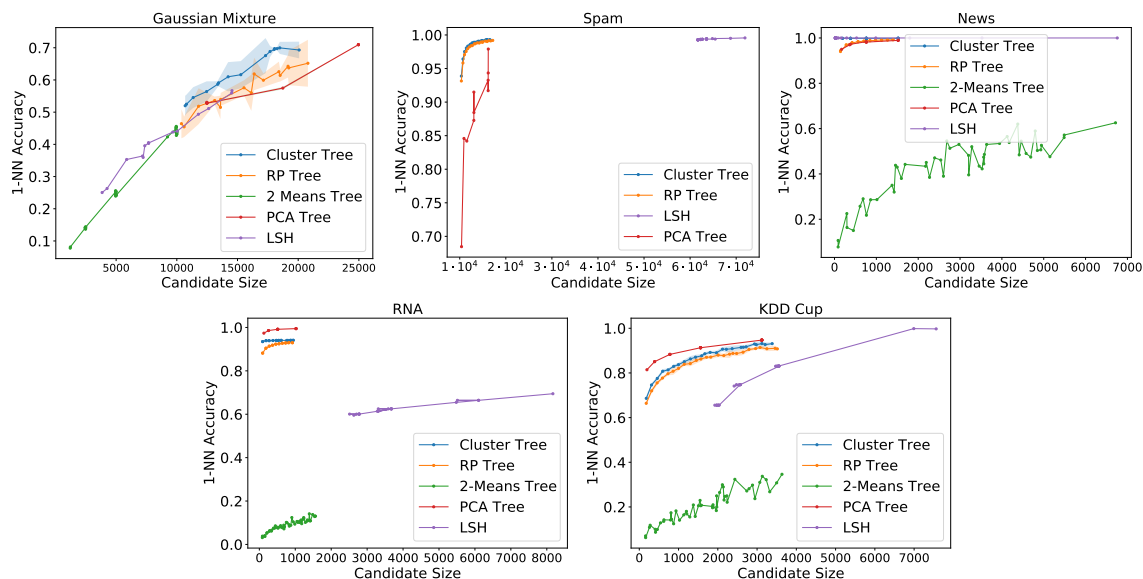 Gaussian Mixture
1-NN Accuracy
0.7
0.6
0.5
0.4
0.3
0.2
0.1
5000 10000 15000 20000 25000
Candidate Size
Cluster Tree
RP Tree
2 Means Tree
PCA Tree
LSH
Spam
1-NN Accuracy
1.00
0.95
0.90
0.85
0.80
0.75
0.70
1.10⁴ 2.10⁴ 3.10⁴ 4.10⁴ 5.10⁴ 6.10⁴ 7.10⁴
Candidate Size
Cluster Tree
RP Tree
LSH
PCA Tree
News
1-NN Accuracy
1.0
0.8
0.6
0.4
0.2
0 1000 2000 3000 4000 5000 6000 7000
Candidate Size
Cluster Tree
RP Tree
2-Means Tree
PCA Tree
LSH
RNA
1-NN Accuracy
1.0
0.8
0.6
0.4
0.2
0.0
0 1000 2000 3000 4000 5000 6000 7000 8000
Candidate Size
Cluster Tree
RP Tree
2-Means Tree
PCA Tree
LSH
KDD Cup
1-NN Accuracy
1.0
0.8
0.6
0.4
0.2
0 1000 2000 3000 4000 5000 6000 7000
Candidate Size
Cluster Tree
RP Tree
2-Means Tree
PCA Tree
LSH